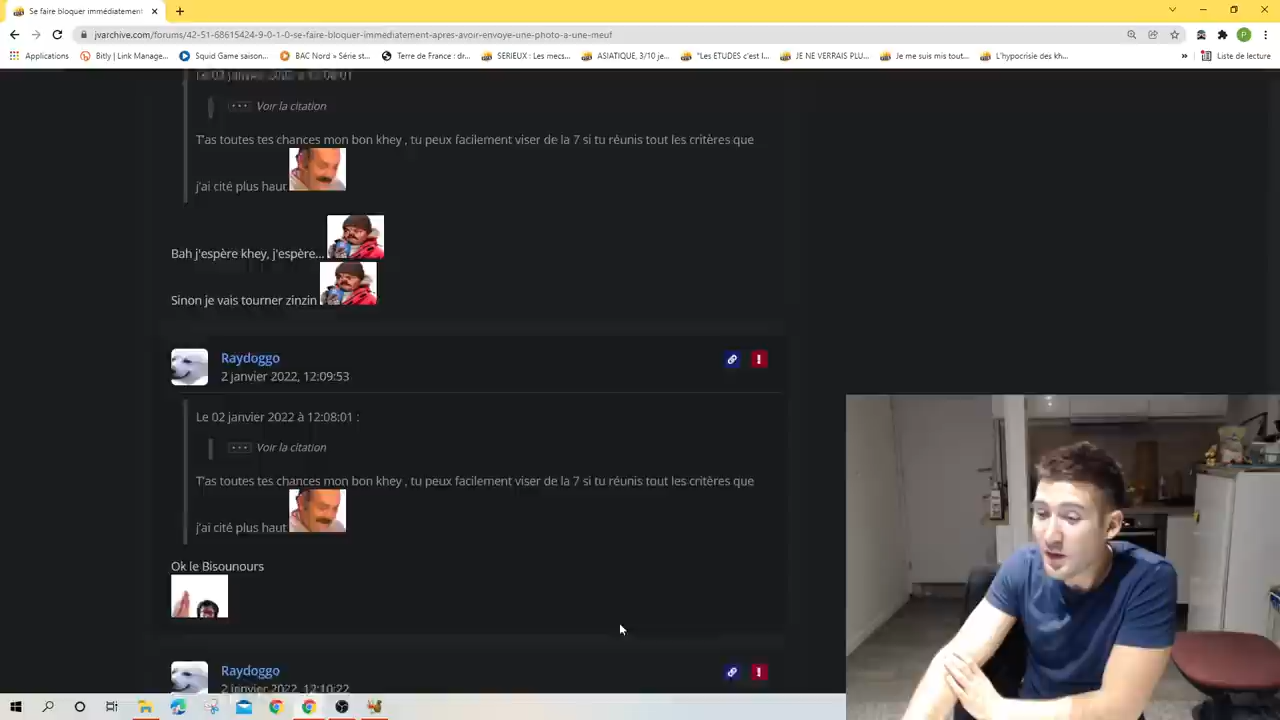 Se faire bloquer immédiatement
jvarchive.com/forums/42-51-68615424-9-0-1-0-se-faire-bloquer-immediatement-apres-avoir-envoye-une-photo-a-une-meuf
Applications
Bitly | Link Manage...
Squid Game saison...
BAC Nord » Série st...
Terre de France : dr...
SERIEUX : Les mecs...
ASIATIQUE, 3/10 je...
"Les ETUDES c'est l...
JE NE VERRAIS PLU...
Je me suis mis tout...
L'hypocrisie des kh...
»
Liste de lecture
Voir la citation
T'as toutes tes chances mon bon khey , tu peux facilement viser de la 7 si tu réunis tout les critères que
j'ai cité plus haut
Bah j'espère khey, j'espère...
Sinon je vais tourner zinzin
Raydoggo
2 janvier 2022, 12:09:53
Le 02 janvier 2022 à 12:08:01 :
Voir la citation
T'as toutes tes chances mon bon khey , tu peux facilement viser de la 7 si tu réunis tout les critères que
j'ai cité plus haut
Ok le Bisounours
Raydoggo
2 janvier 2022, 12:10:22